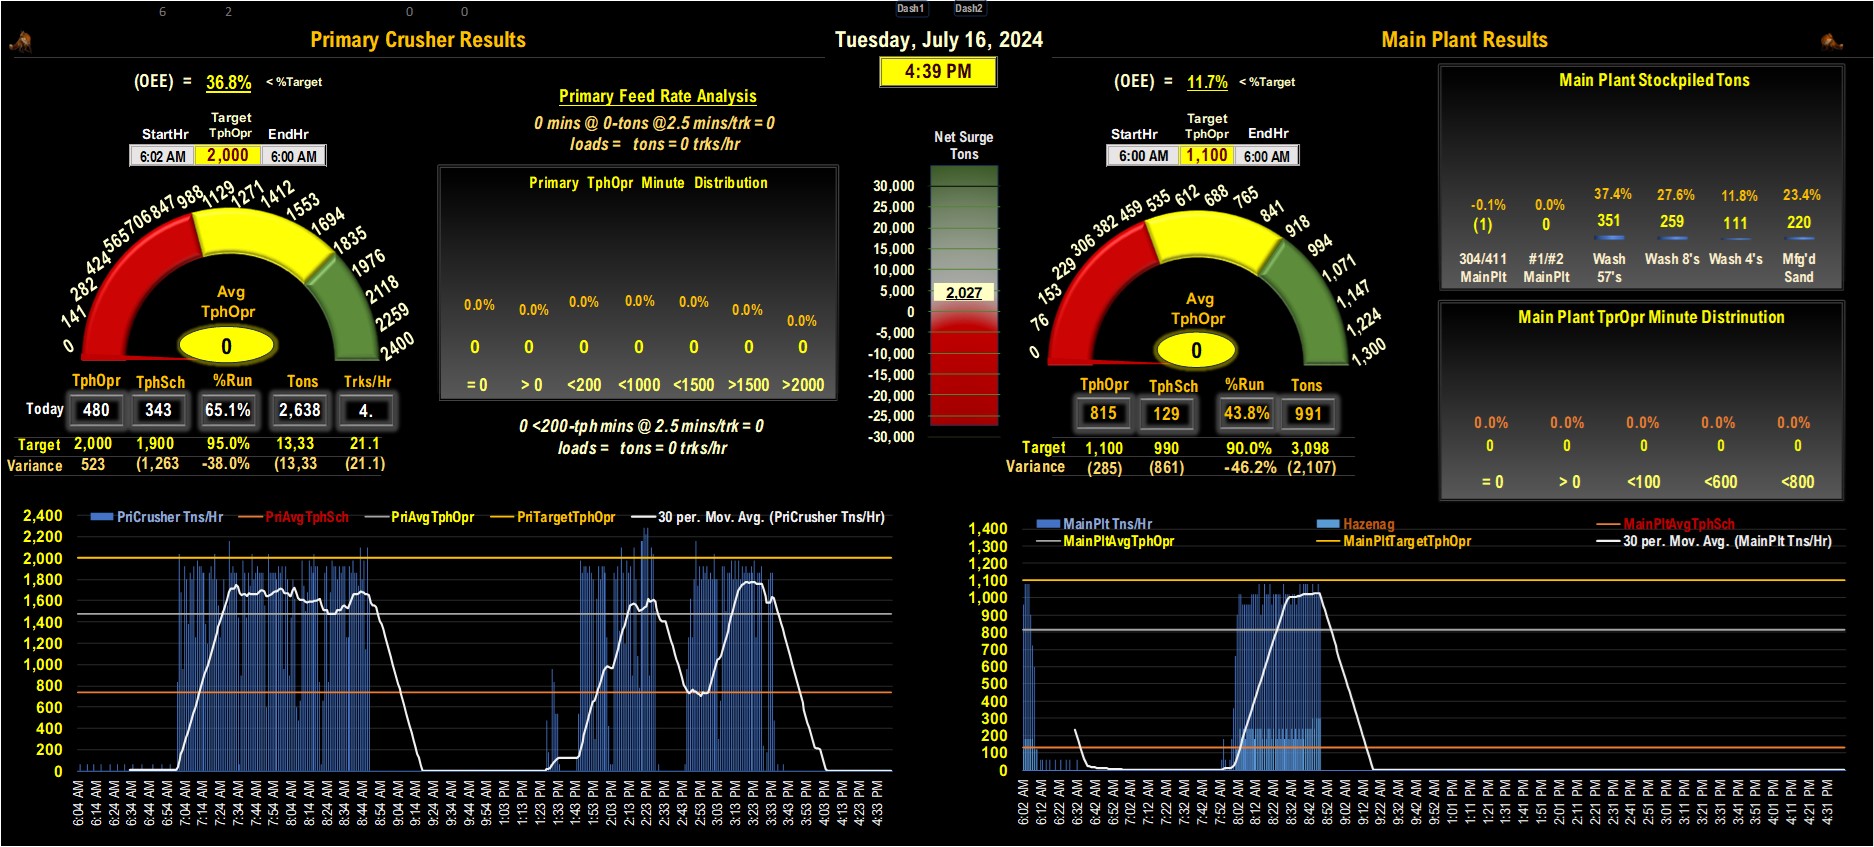 6 2 0 0 Dash1 Dash2
Primary Crusher Results
Tuesday, July 16, 2024
Main Plant Results
4:39 PM
(OEE) = 36.8% < %Target
Target
StartHr TphOpr EndHr
6:02 AM 2,000 6:00 AM
0 141 282 424 565 706 847 988 1129 1271 1412 1553 1694 1835 1976 2118 2259 2400
Avg
TphOpr
0
TphOpr TphSch %Run Tons Trks/Hr
Today 480 343 65.1% 2,638 4.
Target 2,000 1,900 95.0% 13,33 21.1
Variance 523 (1,263 -38.0% (13,33 (21.1)
Primary Feed Rate Analysis
0 mins @ 0-tons @2.5 mins/trk = 0
loads = tons = 0 trks/hr
Primary TphOpr Minute Distribution
0.0% 0.0% 0.0% 0.0% 0.0% 0.0% 0.0%
0 0 0 0 0 0 0
= 0 > 0 <200 <1000 <1500 >1500 >2000
0 <200-tph mins @ 2.5 mins/trk = 0
loads = tons = 0 trks/hr
Net Surge
Tons
30,000
25,000
20,000
15,000
10,000
5,000
2,027
0
-5,000
-10,000
-15,000
-20,000
-25,000
-30,000
(OEE) = 11.7% < %Target
Target
StartHr TphOpr EndHr
6:00 AM 1,100 6:00 AM
0 76 153 229 306 382 459 535 612 688 765 841 918 994 1,071 1,147 1,224 1,300
Avg
TphOpr
0
TphOpr TphSch %Run Tons
815 129 43.8% 991
Target 1,100 990 90.0% 3,098
Variance (285) (861) -46.2% (2,107)
Main Plant Stockpiled Tons
-0.1% 0.0% 37.4% 27.6% 11.8% 23.4%
(1) 0 351 259 111 220
304/411 #1/#2 Wash Wash 8's Wash 4's Mfg'd
MainPlt MainPlt 57's Sand
Main Plant TprOpr Minute Distrinution
0.0% 0.0% 0.0% 0.0% 0.0%
0 0 0 0 0
= 0 > 0 <100 <600 <800
PriCrusher Tns/Hr PriAvgTphSch PriAvgTphOpr PriTargetTphOpr 30 per. Mov. Avg. (PriCrusher Tns/Hr)
2,400
2,200
2,000
1,800
1,600
1,400
1,200
1,000
800
600
400
200
0
6:04 AM 6:14 AM 6:24 AM 6:34 AM 6:44 AM 6:54 AM 7:04 AM 7:14 AM 7:24 AM 7:34 AM 7:44 AM 7:54 AM 8:04 AM 8:14 AM 8:24 AM 8:34 AM 8:44 AM 8:54 AM 9:04 AM 9:14 AM 9:24 AM 9:34 AM 9:44 AM 9:54 AM 1:03 PM 1:13 PM 1:23 PM 1:33 PM 1:43 PM 1:53 PM 2:03 PM 2:13 PM 2:23 PM 2:33 PM 2:43 PM 2:53 PM 3:03 PM 3:13 PM 3:23 PM 3:33 PM 3:43 PM 3:53 PM 4:03 PM 4:13 PM 4:23 PM 4:33 PM
MainPlt Tns/Hr Hazenag MainPltAvgTphSch
MainPltAvgTphOpr MainPltTargetTphOpr 30 per. Mov. Avg. (MainPlt Tns/Hr)
1,400
1,300
1,200
1,100
1,000
900
800
700
600
500
400
300
200
100
0
6:02 AM 6:12 AM 6:22 AM 6:32 AM 6:42 AM 6:52 AM 7:02 AM 7:12 AM 7:22 AM 7:32 AM 7:42 AM 7:52 AM 8:02 AM 8:12 AM 8:22 AM 8:32 AM 8:42 AM 8:52 AM 9:02 AM 9:12 AM 9:22 AM 9:32 AM 9:42 AM 9:52 AM 1:01 PM 1:11 PM 1:21 PM 1:31 PM 1:41 PM 1:51 PM 2:01 PM 2:11 PM 2:21 PM 2:31 PM 2:41 PM 2:51 PM 3:01 PM 3:11 PM 3:21 PM 3:31 PM 3:41 PM 3:51 PM 4:01 PM 4:11 PM 4:21 PM 4:31 PM